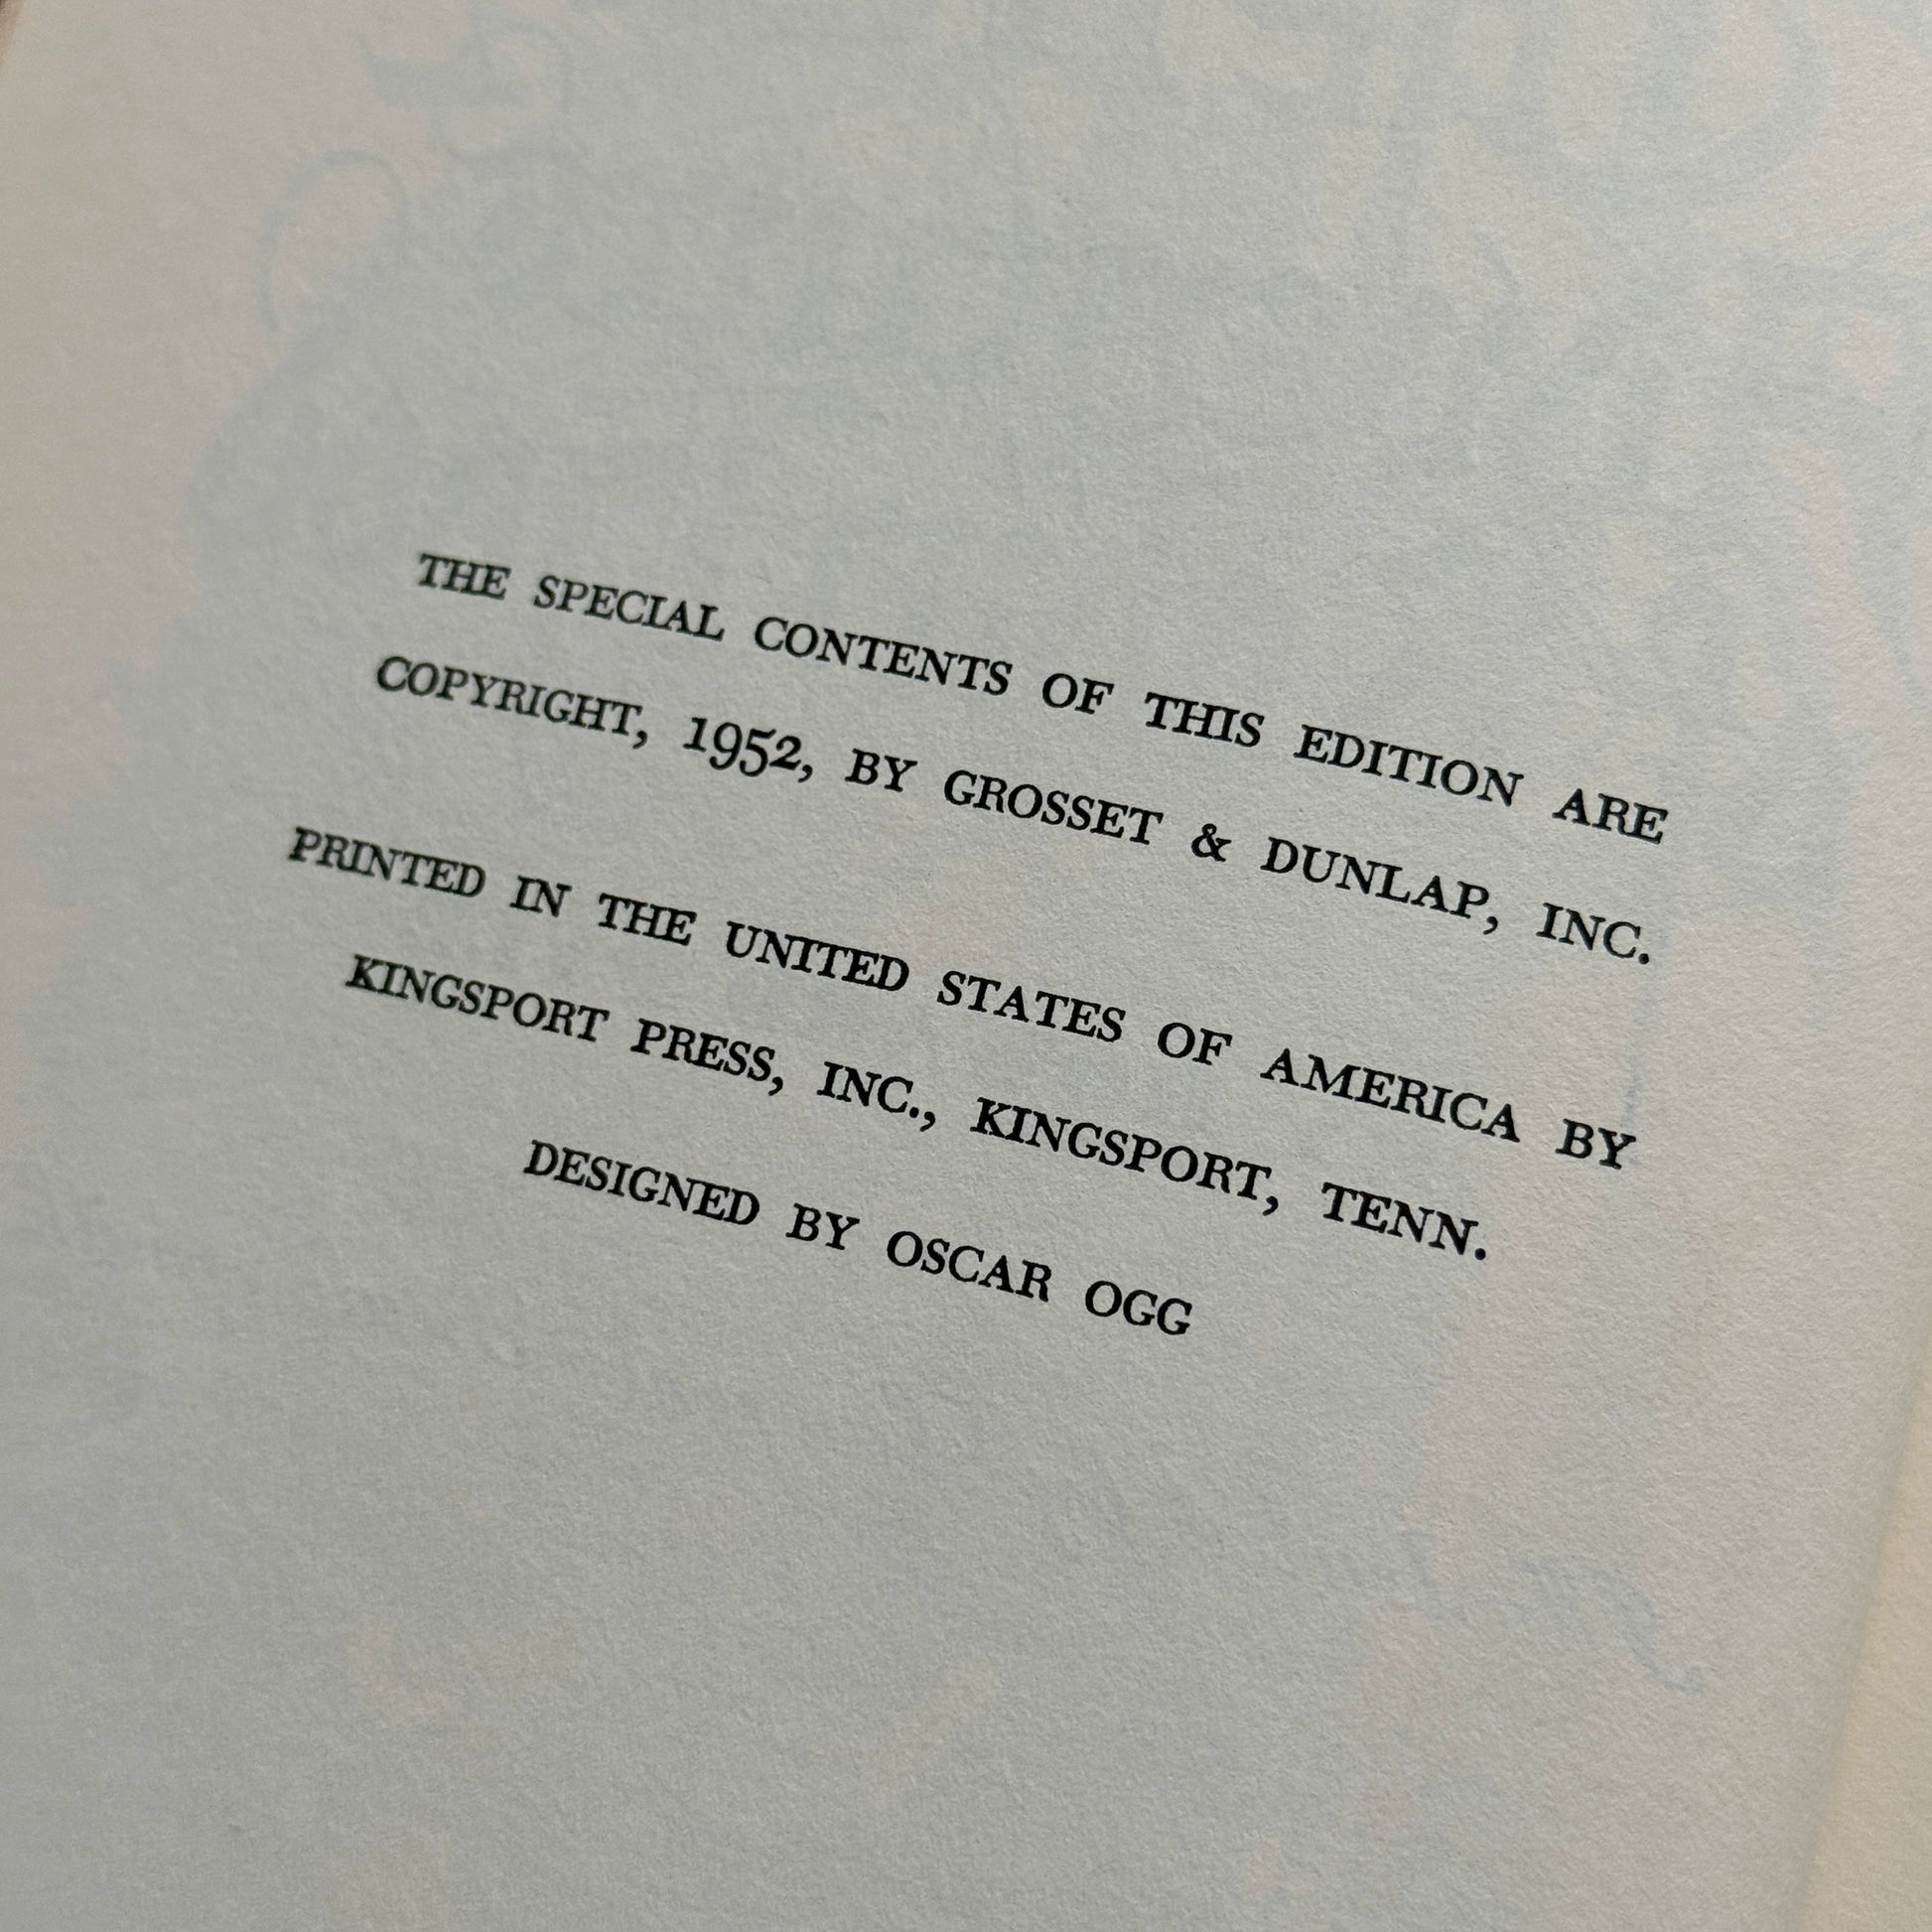 THE SPECIAL CONTENTS OF THIS EDITION ARE
COPYRIGHT, 1952, BY GROSSET & DUNLAP, INC.
PRINTED IN THE UNITED STATES OF AMERICA BY
KINGSPORT PRESS, INC., KINGSPORT, TENN.
DESIGNED BY OSCAR OGG